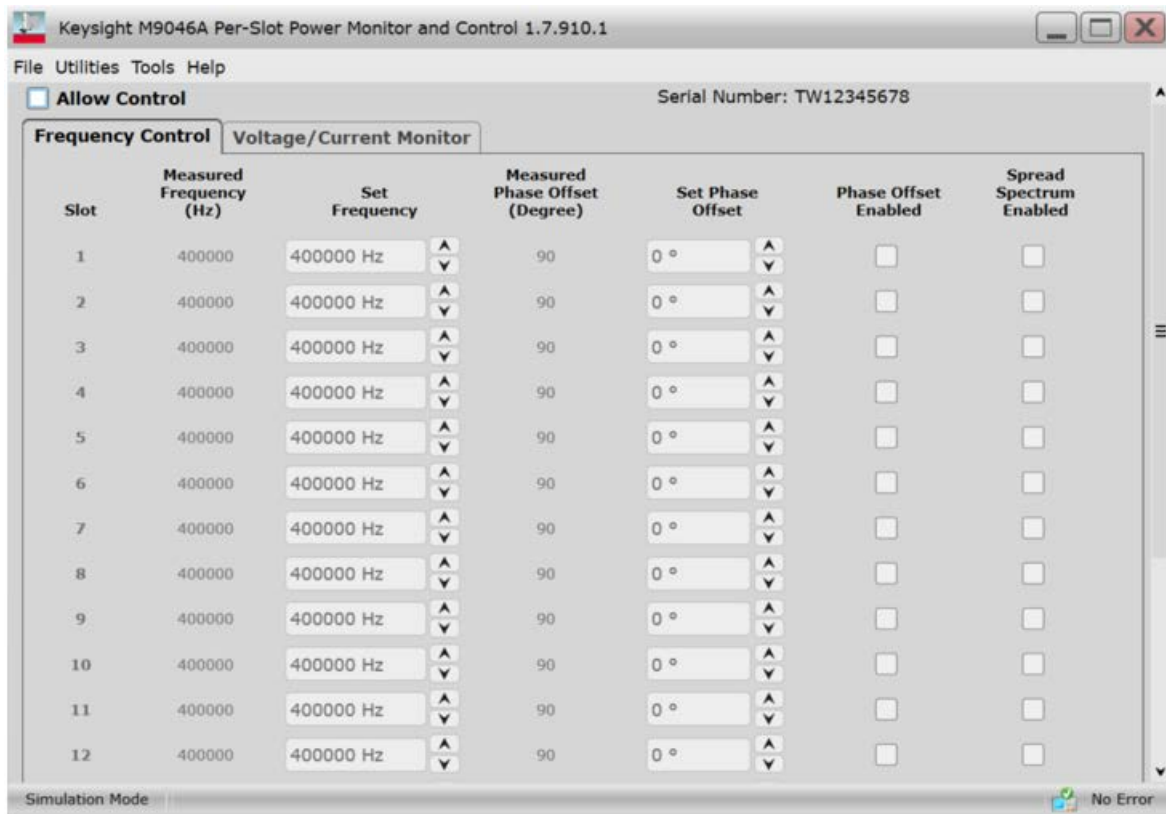 Keysight M9046A Per-Slot Power Monitor and Control 1.7.910.1
File Utilities Tools Help
Allow Control Serial Number: TW12345678
Frequency Control Voltage/Current Monitor
Slot Measured Frequency (Hz) Set Frequency Measured Phase Offset (Degree) Set Phase Offset Phase Offset Enabled Spread Spectrum Enabled
1 400000 400000 Hz 90 0 °
2 400000 400000 Hz 90 0 °
3 400000 400000 Hz 90 0 °
4 400000 400000 Hz 90 0 °
5 400000 400000 Hz 90 0 °
6 400000 400000 Hz 90 0 °
7 400000 400000 Hz 90 0 °
8 400000 400000 Hz 90 0 °
9 400000 400000 Hz 90 0 °
10 400000 400000 Hz 90 0 °
11 400000 400000 Hz 90 0 °
12 400000 400000 Hz 90 0 °
Simulation Mode No Error